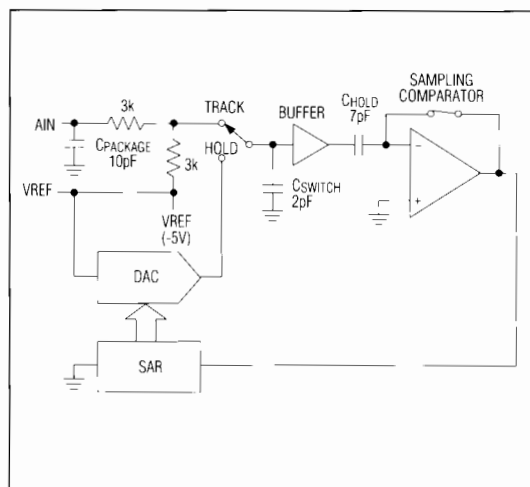 SAMPLING
COMPARATOR
CHOLD
7pF
BUFFER
TRACK
3k
AIN
CPACKAGE
10pF
HOLD
3k
CSWITCH
2pF
VREF
VREF
(-5V)
DAC
SAR
−
+